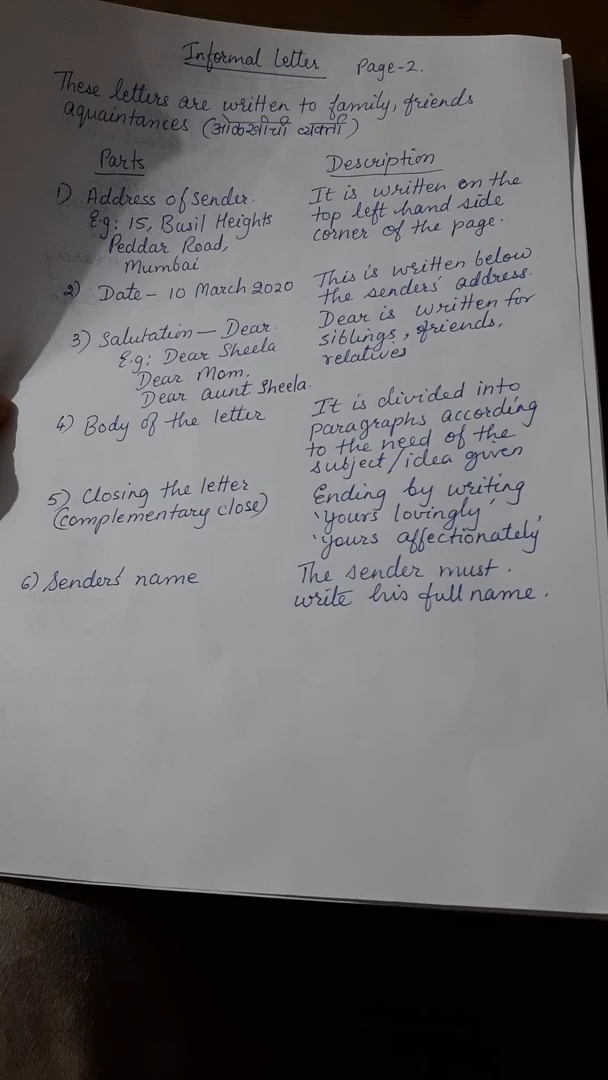 Informal Letter Page-2.
These letters are written to family, friends
aquaintances (ओळखीची व्यक्ती)
Parts
Description
1) Address of sender.
E.g: 15, Busil Heights
Peddar Road,
Mumbai
It is written on the
top left hand side
corner of the page.
2) Date - 10 March 2020
This is written below
the senders' address.
3) Salutation — Dear.
E.g: Dear Sheela
Dear Mom.
Dear aunt Sheela.
Dear is written for
siblings, friends,
relatives
4) Body of the letter
It is divided into
paragraphs according
to the need of the
subject/idea given
5) Closing the letter
(complementary close)
Ending by writing
'yours lovingly'
'yours affectionately'
6) Senders' name
The sender must.
write his full name.